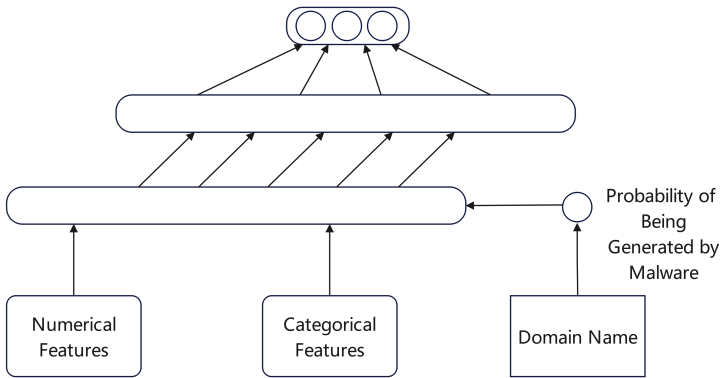 Probability of
Being
Generated by
Malware
Numerical
Features
Categorical
Features
Domain Name